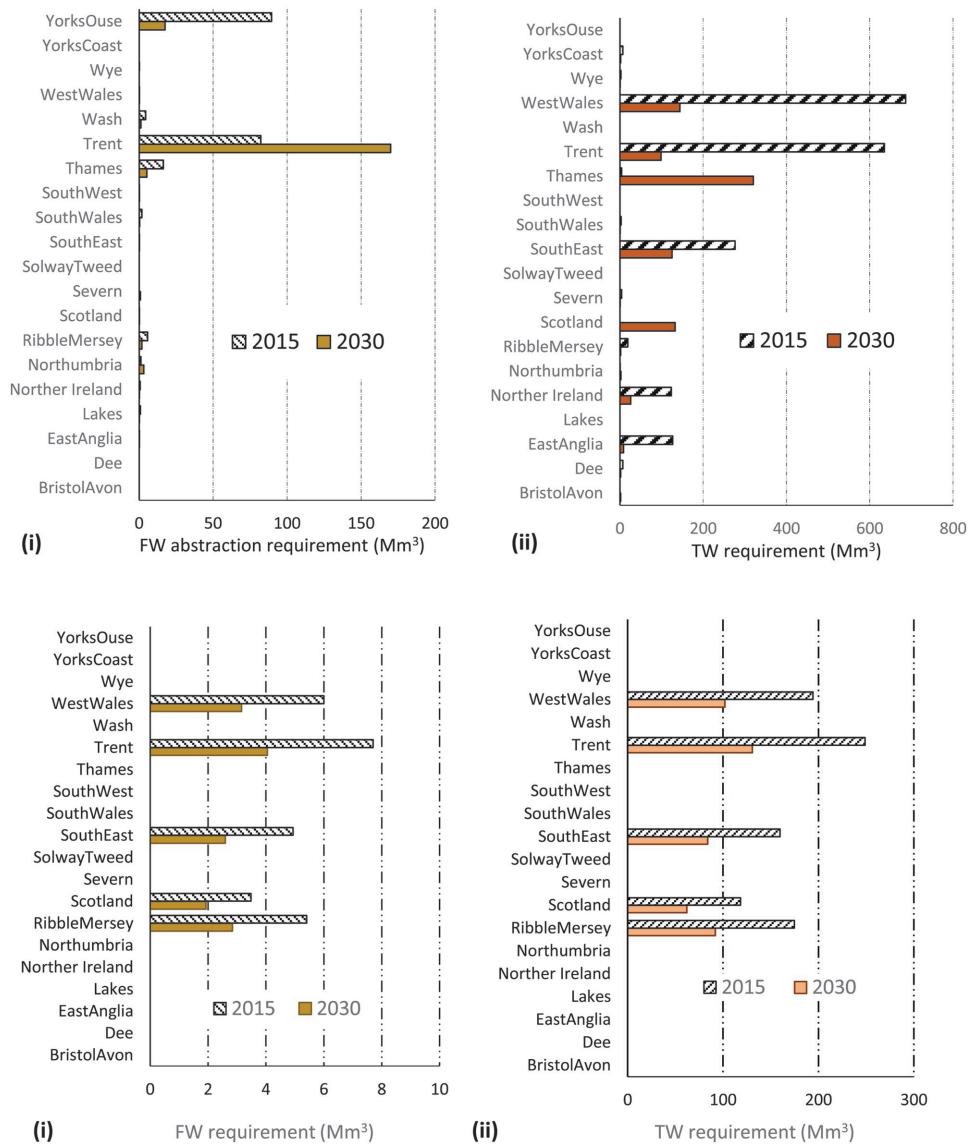 YorksOuse
YorksCoast
Wye
WestWales
Wash
Trent
Thames
SouthWest
SouthWales
SouthEast
SolwayTweed
Severn
Scotland
RibbleMersey
Northumbria
Norther Ireland
Lakes
EastAnglia
Dee
BristolAvon
2015 2030
0 50 100 150 200
(i) FW abstraction requirement (Mm³)
YorksOuse
YorksCoast
Wye
WestWales
Wash
Trent
Thames
SouthWest
SouthWales
SouthEast
SolwayTweed
Severn
Scotland
RibbleMersey
Northumbria
Norther Ireland
Lakes
EastAnglia
Dee
BristolAvon
2015 2030
0 200 400 600 800
(ii) TW requirement (Mm³)
YorksOuse
YorksCoast
Wye
WestWales
Wash
Trent
Thames
SouthWest
SouthWales
SouthEast
SolwayTweed
Severn
Scotland
RibbleMersey
Northumbria
Norther Ireland
Lakes
EastAnglia
Dee
BristolAvon
2015 2030
0 2 4 6 8 10
(i) FW requirement (Mm³)
YorksOuse
YorksCoast
Wye
WestWales
Wash
Trent
Thames
SouthWest
SouthWales
SouthEast
SolwayTweed
Severn
Scotland
RibbleMersey
Northumbria
Norther Ireland
Lakes
EastAnglia
Dee
BristolAvon
2015 2030
0 100 200 300
(ii) TW requirement (Mm³)